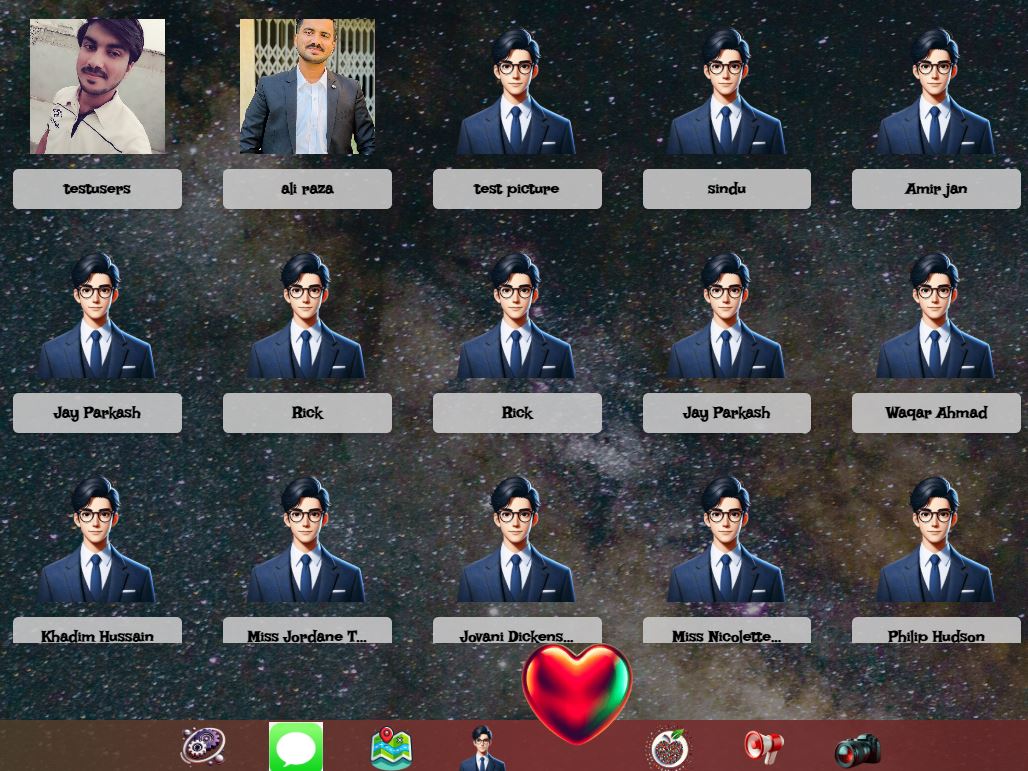 testusers
ali raza
test picture
sindu
Amir jan
Jay Parkash
Rick
Rick
Jay Parkash
Waqar Ahmad
Khadim Hussain
Miss Jordane T...
Jovani Dickens...
Miss Nicolette...
Philip Hudson